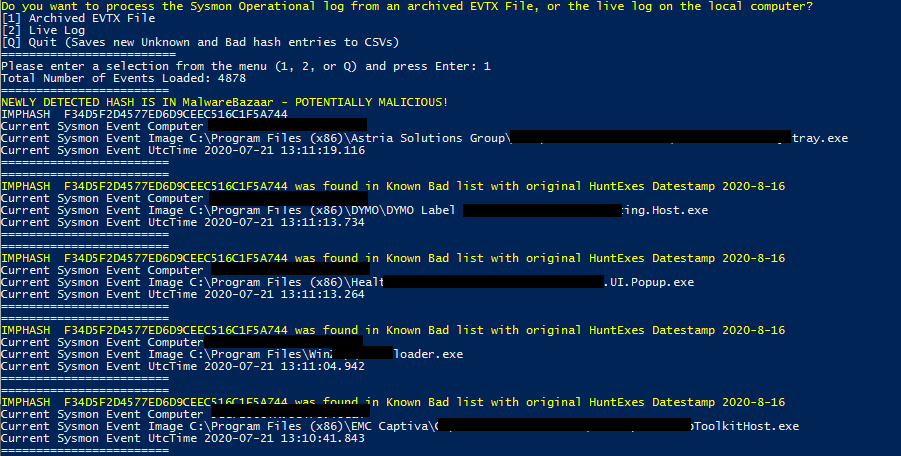 Do you want to process the Sysmon Operational log from an archived EVTX File, or the live log on the local computer?
[1] Archived EVTX File
[2] Live Log
[Q] Quit (Saves new Unknown and Bad hash entries to CSVs)
=========================
Please enter a selection from the menu (1, 2, or Q) and press Enter: 1
Total Number of Events Loaded: 4878
========================
NEWLY DETECTED HASH IS IN MalwareBazaar - POTENTIALLY MALICIOUS!
IMPHASH  F34D5F2D4577ED6D9CEEC516C1F5A744
Current Sysmon Event Computer
Current Sysmon Event Image C:\Program Files (x86)\Astria Solutions Group\ tray.exe
Current Sysmon Event UtcTime 2020-07-21 13:11:19.116
========================
========================
IMPHASH  F34D5F2D4577ED6D9CEEC516C1F5A744 was found in Known Bad list with original HuntExes Datestamp 2020-8-16
Current Sysmon Event Computer
Current Sysmon Event Image C:\Program Files (x86)\DYMO\DYMO Label ing.Host.exe
Current Sysmon Event UtcTime 2020-07-21 13:11:13.734
========================
========================
IMPHASH  F34D5F2D4577ED6D9CEEC516C1F5A744 was found in Known Bad list with original HuntExes Datestamp 2020-8-16
Current Sysmon Event Computer
Current Sysmon Event Image C:\Program Files (x86)\Heal .UI.Popup.exe
Current Sysmon Event UtcTime 2020-07-21 13:11:13.264
========================
========================
IMPHASH  F34D5F2D4577ED6D9CEEC516C1F5A744 was found in Known Bad list with original HuntExes Datestamp 2020-8-16
Current Sysmon Event Computer
Current Sysmon Event Image C:\Program Files\Win loader.exe
Current Sysmon Event UtcTime 2020-07-21 13:11:04.942
========================
========================
IMPHASH  F34D5F2D4577ED6D9CEEC516C1F5A744 was found in Known Bad list with original HuntExes Datestamp 2020-8-16
Current Sysmon Event Computer
Current Sysmon Event Image C:\Program Files (x86)\EMC Captiva\ ToolkitHost.exe
Current Sysmon Event UtcTime 2020-07-21 13:10:41.843
========================